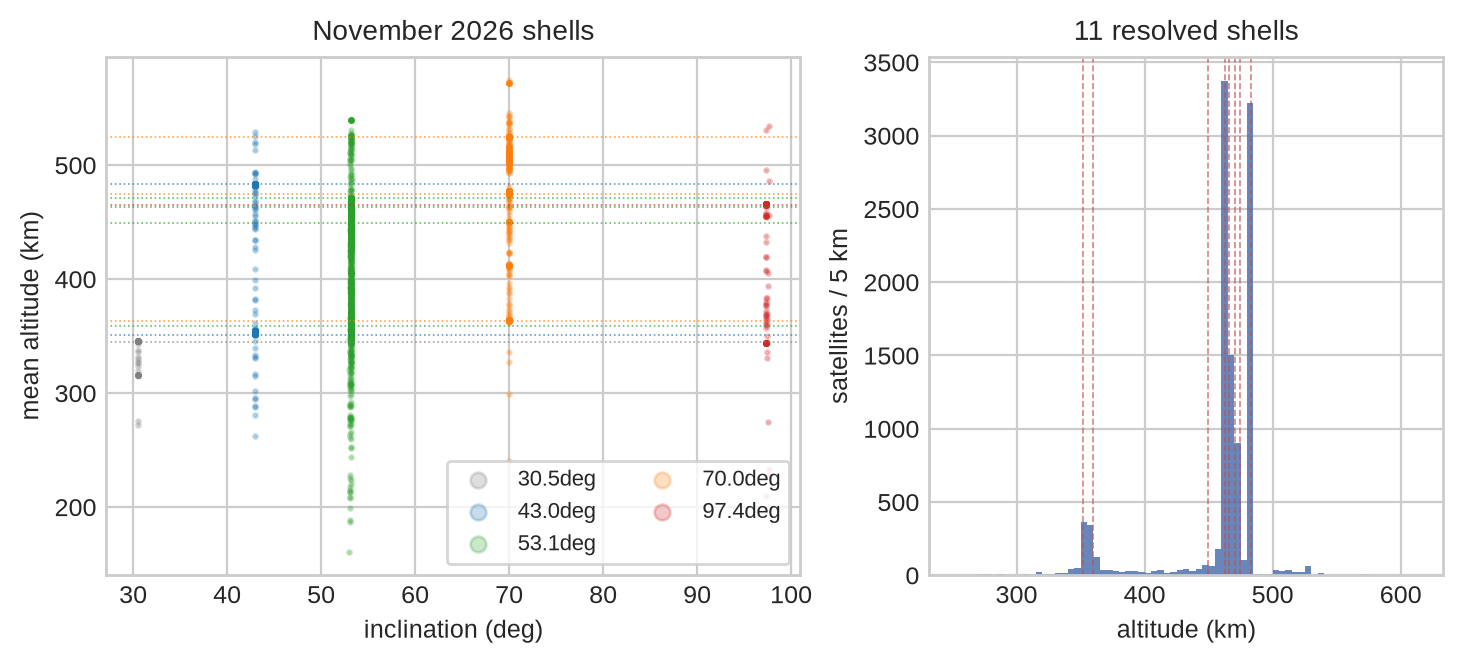 November 2026 shells
mean altitude (km)
500
400
300
200
30 40 50 60 70 80 90 100
inclination (deg)
30.5deg
43.0deg
53.1deg
70.0deg
97.4deg
11 resolved shells
satellites / 5 km
3500
3000
2500
2000
1500
1000
500
0
300 400 500 600
altitude (km)